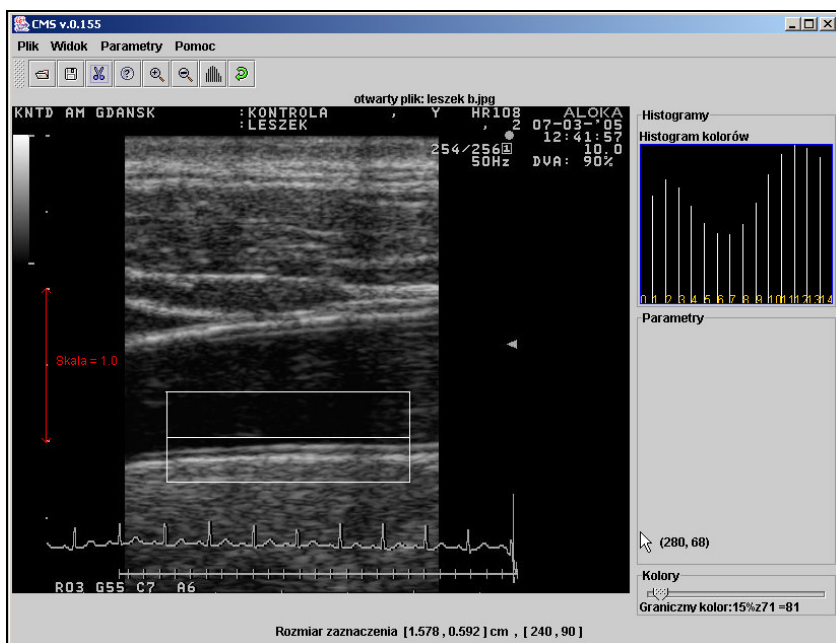 CMS v.0.155
Plik Widok Parametry Pomoc
otwarty plik: leszek b.jpg
KNTD AM GDANSK :KONTROLA , Y HR108 ALOKA
:LESZEK , 2 07-03-'05
12:41:57
254/256 1 10.0
50Hz DVA: 90%
Skala = 1.0
R03 G55 C7 A6
Histogramy
Histogram kolorów
0 1 2 3 4 5 6 7 8 9 10 11 12 13 14
Parametry
(280, 68)
Kolory
Graniczny kolor:15%z71 =81
Rozmiar zaznaczenia [1.578 , 0.592 ] cm , [ 240 , 90 ]